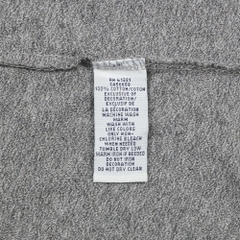 RN 41381
CA54463
100% COTTON/COTON
EXCLUSIVE OF
DECORATION/
EXCLUSIF DE
LA DÉCORATION
MACHINE WASH
WARM
WASH WITH
LIKE COLORS
ONLY NON-
CHLORINE BLEACH
WHEN NEEDED
TUMBLE DRY LOW
WARM IRON IF NEEDED
DO NOT IRON
DECORATION
DO NOT DRY CLEAN